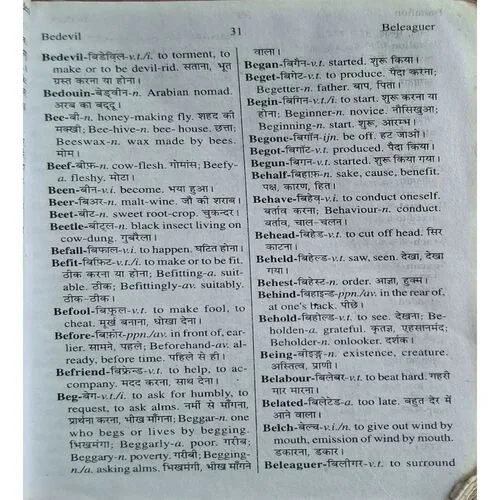 Bedevil
31
Beleaguer
Bedevil-बिडेविल-v.t./i. to torment, to
make or to be devil-rid. सताना, भूत
ग्रस्त करना या होना।
Bedouin-बेड्वीन-n. Arabian nomad.
अरब का बद्दू।
Bee-बी-n. honey-making fly. शहद की
मक्खी; Bee-hive-n. bee- house. छत्ता;
Beeswax-n. wax made by bees.
मोम।
Beef-बीफ़-n. cow-flesh. गोमांस; Beefy-
a. fleshy. मोटा।
Been-बीन-v.i. become. भया हुआ।
Beer-बिअर-n. malt-wine. जौ की शराब।
Beet-बीट-n. sweet root-crop. चुकन्दर।
Beetle-बीट्ल-n. black insect living on
cow-dung. गुबरैला।
Befall-बिफॉल-v.i. to happen. घटित होना।
Befit-बिफ़िट-v.t./i. to make or to be fit.
ठीक करना या होना; Befitting-a. suit-
able. ठीक; Befittingly-av. suitably.
ठीक-ठीक।
Befool-बिफ़ूल-v.t. to make fool, to
cheat. मूर्ख बनाना, धोखा देना।
Before-बिफ़ोर-ppn./av. in front of, ear-
lier. सामने, पहले; Beforehand-av. al-
ready, before time. पहिले से ही।
Befriend-बिफ्रेन्ड-v.t. to help, to ac-
company. मदद करना, साथ देना।
Beg-बेग-v.t./i. to ask for humbly, to
request, to ask alms. नर्मी से माँगना,
प्रार्थना करना, भीख माँगना; Beggar-n. one
who begs or lives by begging.
भिखमंगा; Beggarly-a. poor. गरीब;
Beggary-n. poverty. गरीबी; Begging-
n./a. asking alms. भिखमंगी, भीख माँगने
वाला।
Began-बिगैन-v.t. started. शुरू किया।
Beget-बिगेट-v.t. to produce. पैदा करना;
Begetter-n. father. बाप, पिता।
Begin-बिगिन-v.t./i. to start. शुरू करना या
होना; Beginner-n. novice. नौसिखुआ;
Beginning-n. start. शुरू, आरम्भ।
Begone-बिगॉन-ijn. be off. हट जाओ।
Begot-बिगॉट-v.t. produced. पैदा किया।
Begun-बिगन-v.t. started. शुरू किया गया।
Behalf-बिहाफ़-n. sake, cause, benefit.
पक्ष, कारण, हित।
Behave-बिहेव्-v.t. to conduct oneself.
बर्ताव करना; Behaviour-n. conduct.
बर्ताव, चाल-चलन।
Behead-बिहेड-v.t. to cut off head. सिर
काटना।
Beheld-बिहेल्ड-v.t. saw, seen. देखा, देखा
गया।
Behest-बिहेस्ट-n. order. आज्ञा, हुक्म।
Behind-बिहाइन्ड-ppn./av. in the rear of,
at one's back. पीछे।
Behold-बिहोल्ड-v.t. to see. देखना; Be-
holden-a. grateful. कृतज्ञ, एहसानमंद;
Beholder-n. onlooker. दर्शक।
Being-बीइङ्ग-n. existence, creature.
अस्तित्व, प्राणी।
Belabour-बिलेबर-v.t. to beat hard. गहरी
मार मारना।
Belated-बिलेटेड-a. too late. बहुत देर में
आने वाला।
Belch-बेल्च-v.i./n. to give out wind by
mouth, emission of wind by mouth.
डकारना, डकार।
Beleaguer-बिलीगर-v.t. to surround